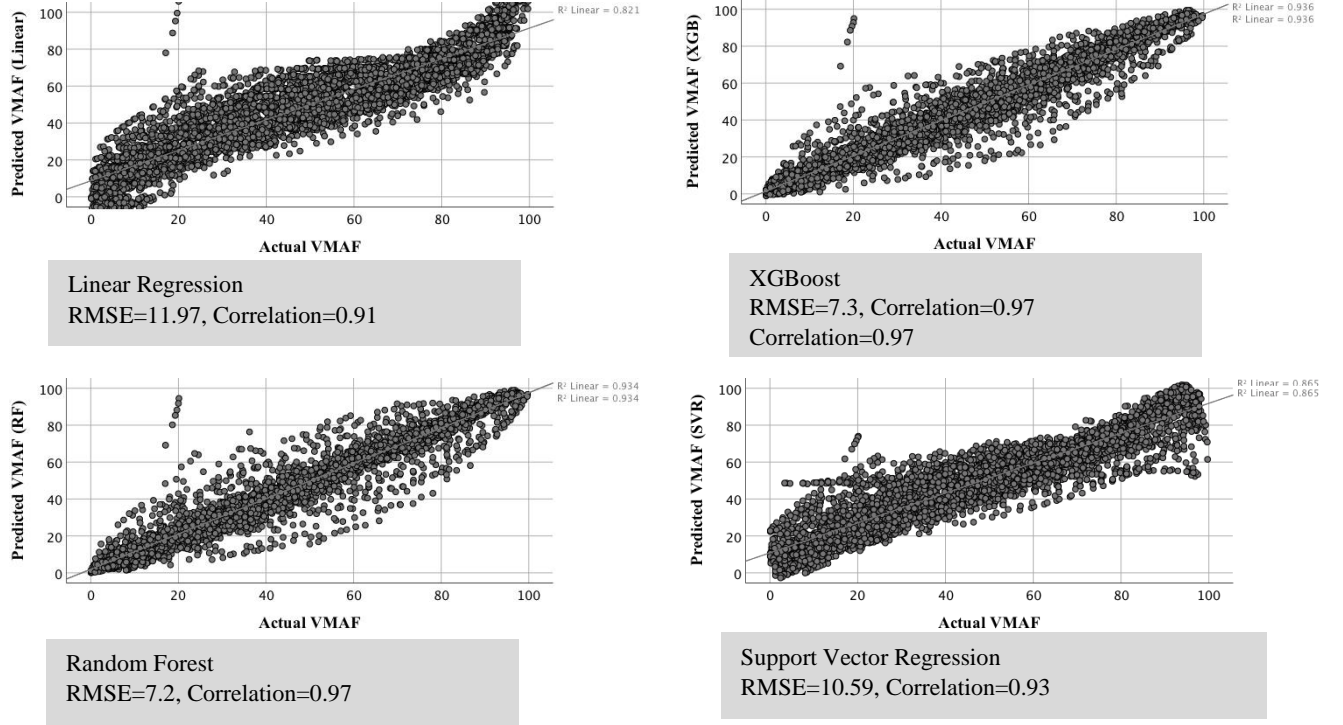 R² Linear = 0.821
Predicted VMAF (Linear)
100
80
60
40
20
0
0 20 40 60 80 100
Actual VMAF
Linear Regression
RMSE=11.97, Correlation=0.91
R² Linear = 0.936
R² Linear = 0.936
Predicted VMAF (XGB)
100
80
60
40
20
0
0 20 40 60 80 100
Actual VMAF
XGBoost
RMSE=7.3, Correlation=0.97
Correlation=0.97
R² Linear = 0.934
R² Linear = 0.934
Predicted VMAF (RF)
100
80
60
40
20
0
0 20 40 60 80 100
Actual VMAF
Random Forest
RMSE=7.2, Correlation=0.97
R² Linear = 0.865
R² Linear = 0.865
Predicted VMAF (SVR)
100
80
60
40
20
0
0 20 40 60 80 100
Actual VMAF
Support Vector Regression
RMSE=10.59, Correlation=0.93